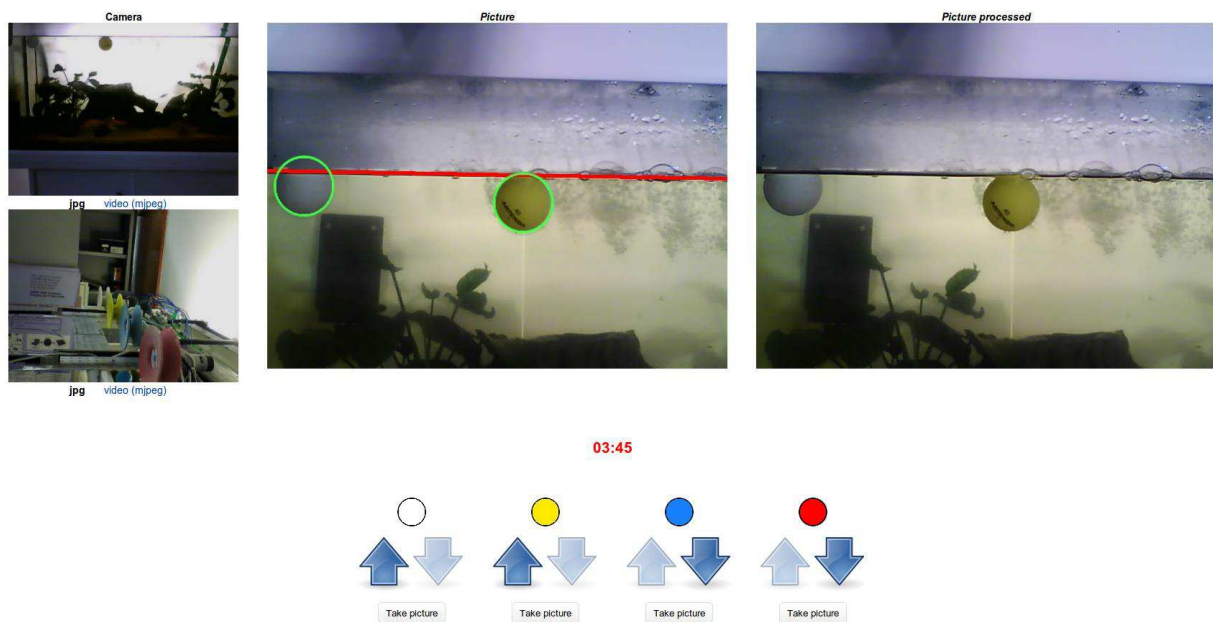 Camera
Picture
Picture processed
jpg video (mjpeg)
jpg video (mjpeg)
03:45
Take picture
Take picture
Take picture
Take picture